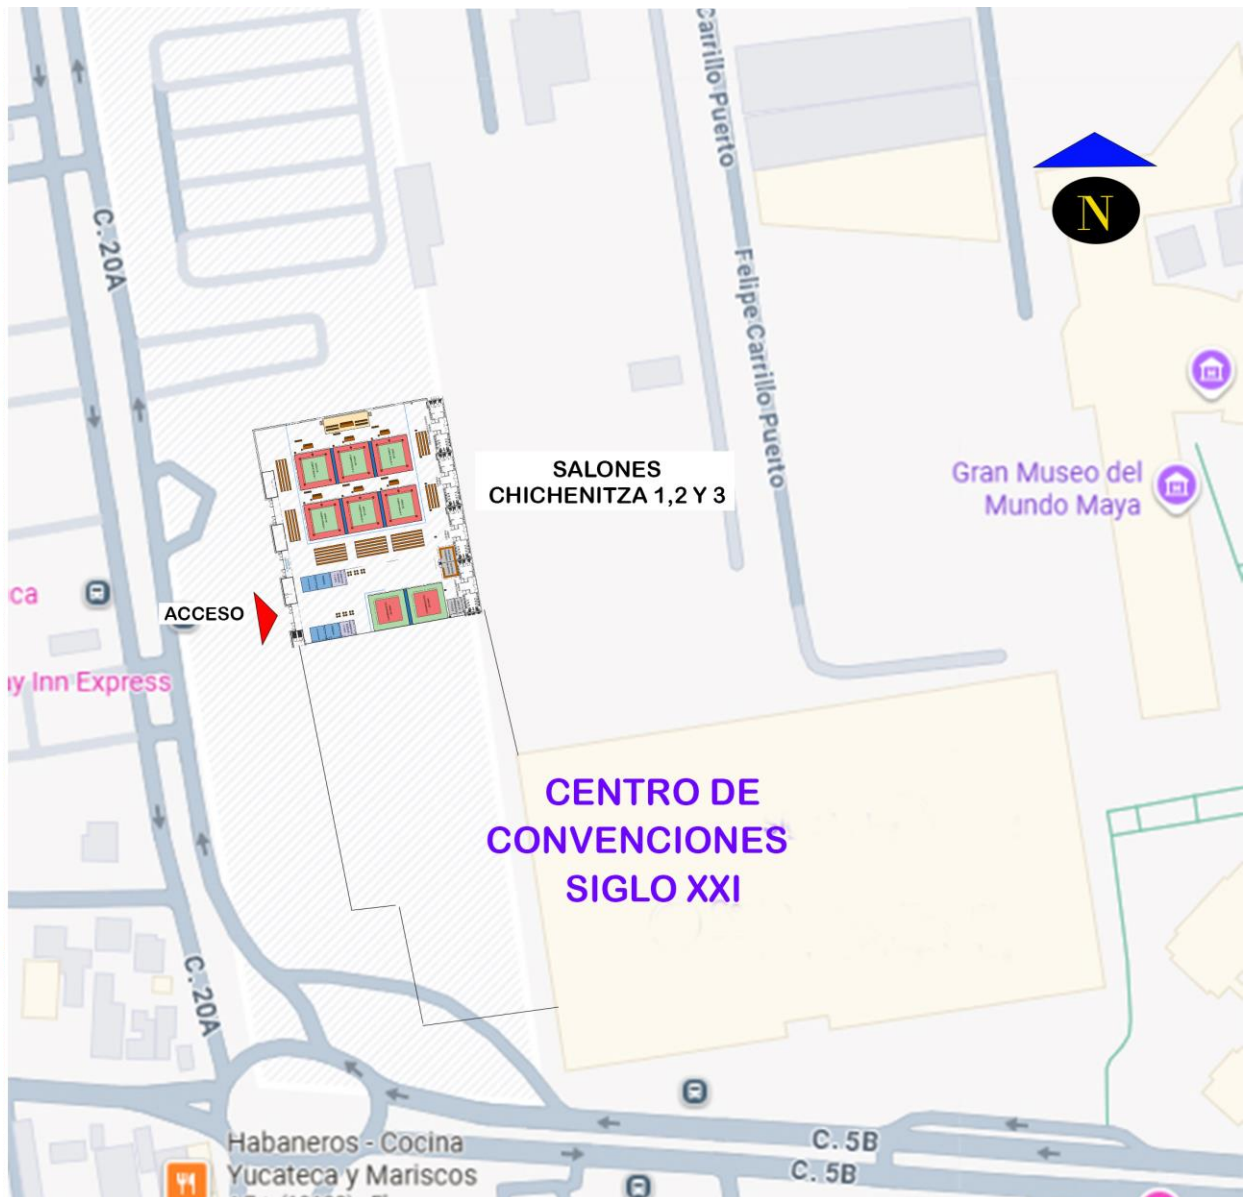 Carrillo Puerto
N
C. 20A
Felipe Carrillo Puerto
SALONES
CHICHENITZA 1,2 Y 3
Gran Museo del
Mundo Maya
ca
ACCESO
ay Inn Express
CENTRO DE
CONVENCIONES
SIGLO XXI
C. 20A
C. 5B
C. 5B
Habaneros - Cocina
Yucateca y Mariscos